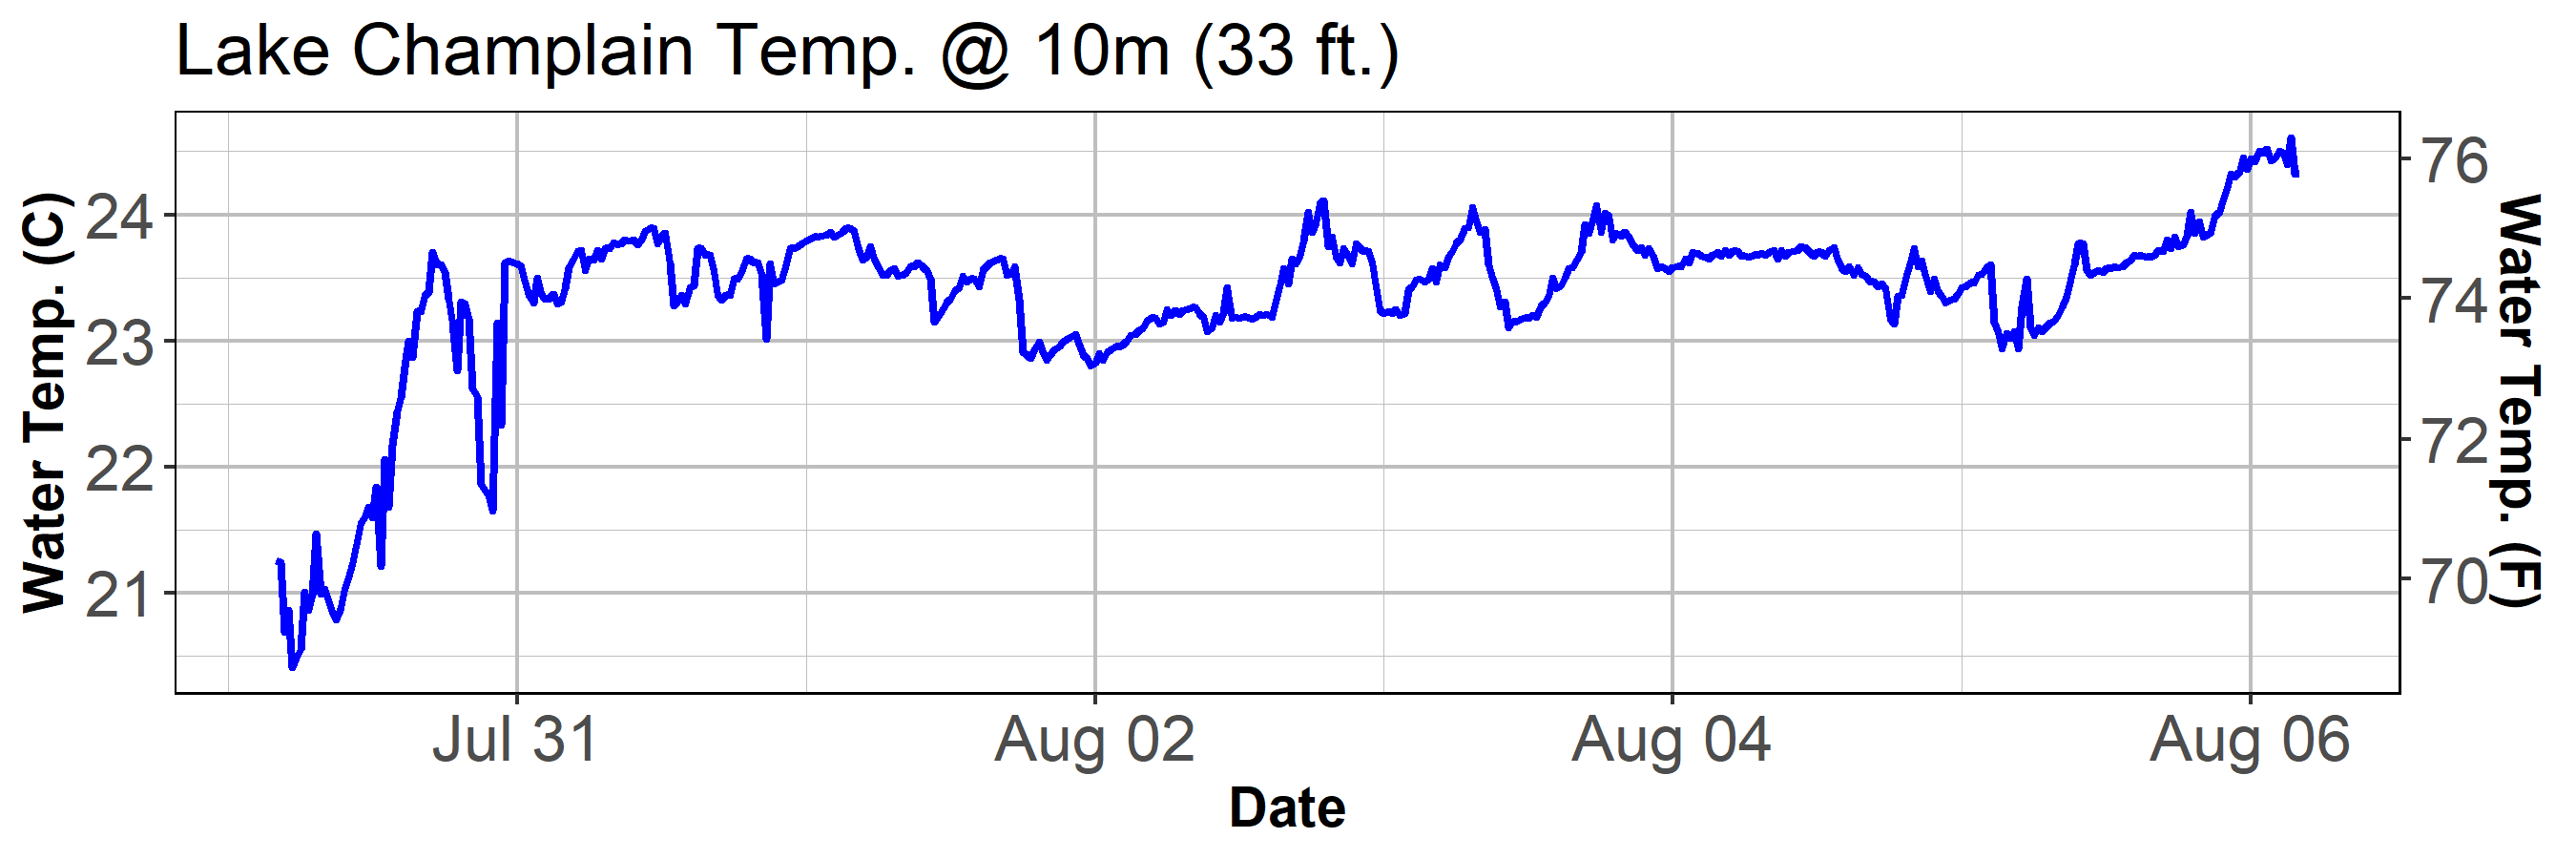 Lake Champlain Temp. @ 10m (33 ft.)
Water Temp. (C)
24
23
22
21
76
74
72
70
Water Temp. (F)
Jul 31
Aug 02
Aug 04
Aug 06
Date